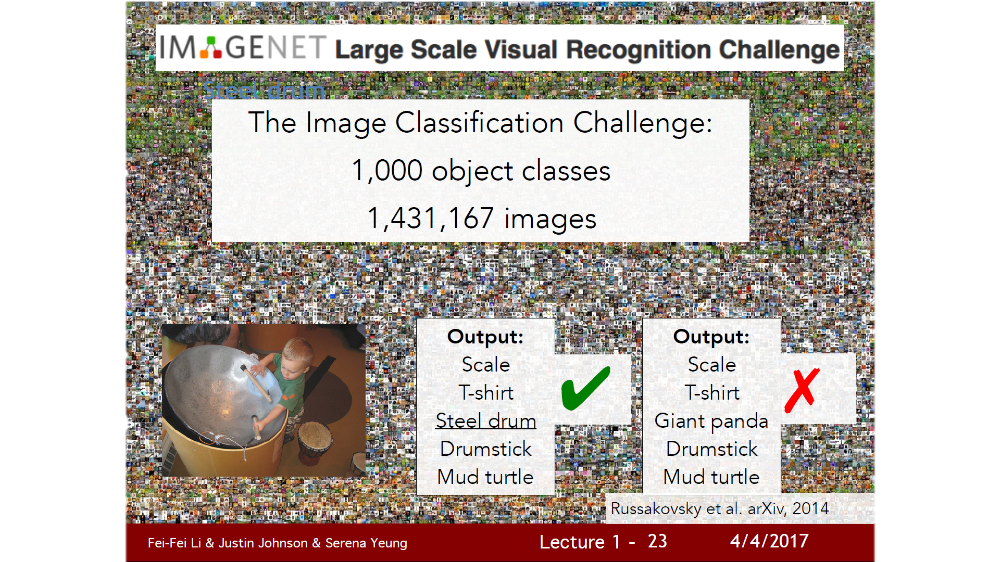 IMAGENET Large Scale Visual Recognition Challenge
Steel drum
The Image Classification Challenge:
1,000 object classes
1,431,167 images
Output:
Scale
T-shirt
Steel drum
Drumstick
Mud turtle
Output:
Scale
T-shirt
Giant panda
Drumstick
Mud turtle
Russakovsky et al. arXiv, 2014
Fei-Fei Li & Justin Johnson & Serena Yeung
Lecture 1 - 23
4/4/2017